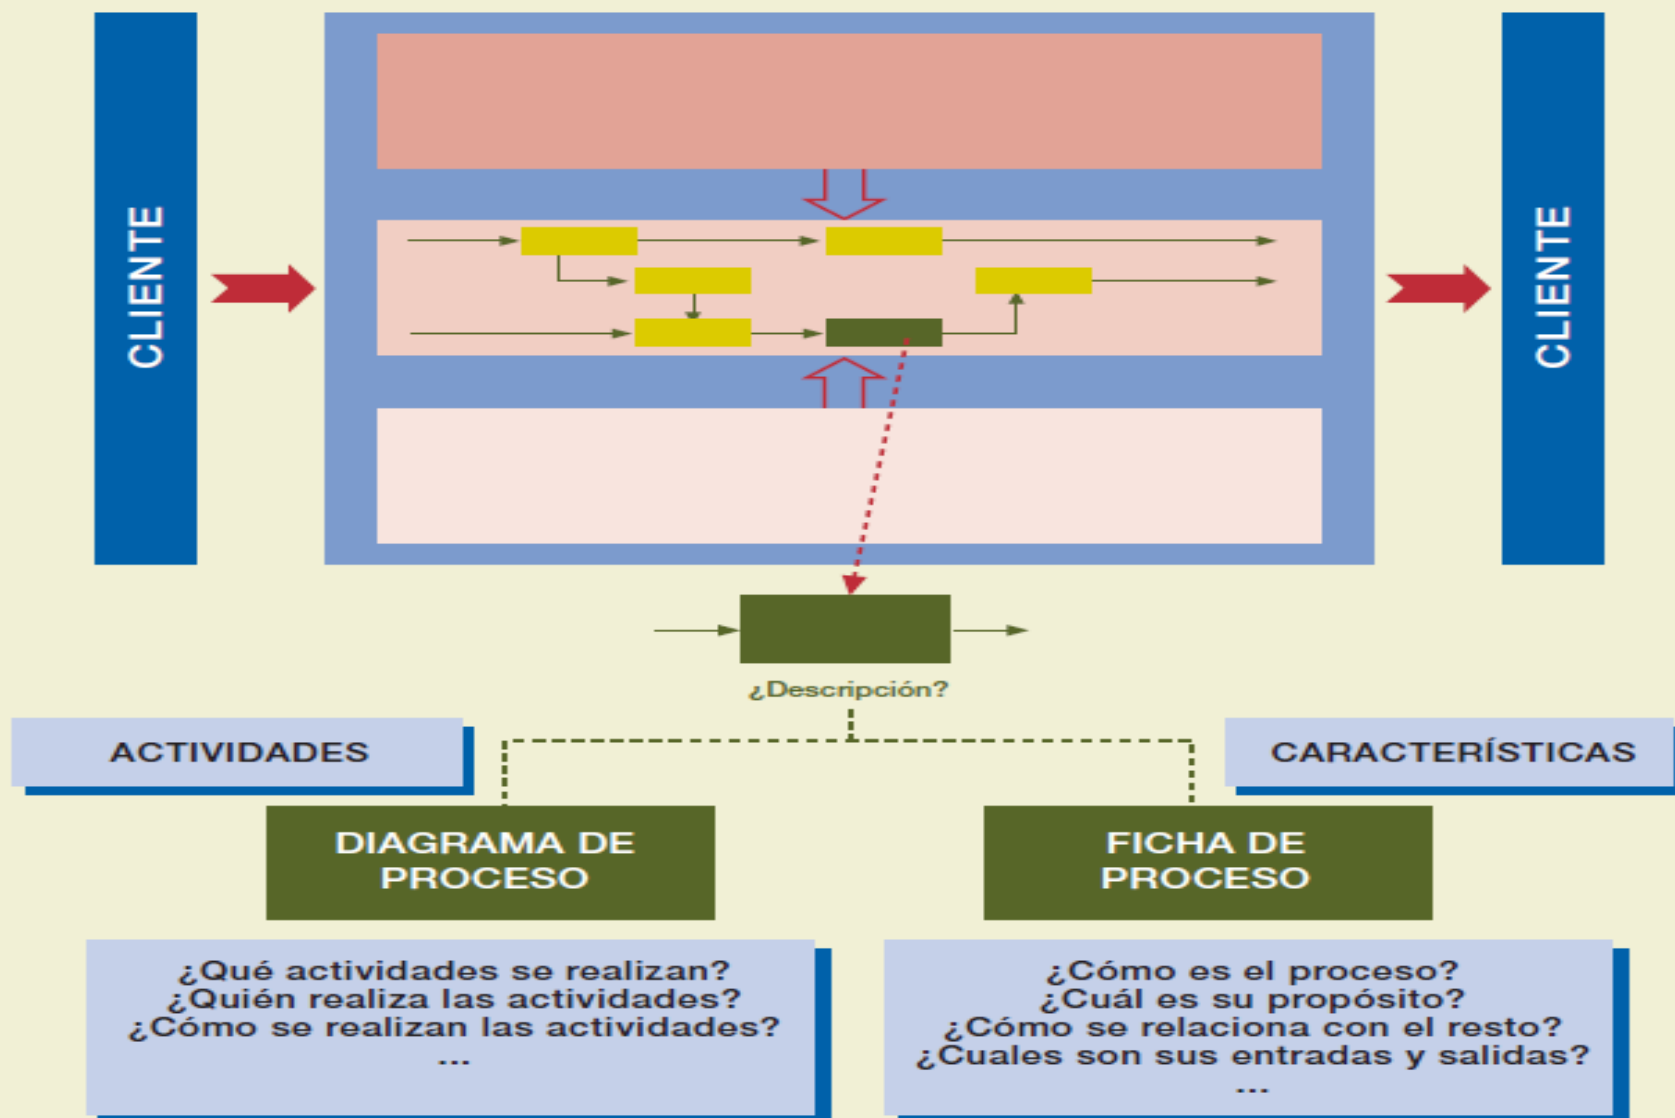 CLIENTE
CLIENTE
¿Descripción?
ACTIVIDADES
CARACTERÍSTICAS
DIAGRAMA DE
PROCESO
FICHA DE
PROCESO
¿Qué actividades se realizan?
¿Quién realiza las actividades?
¿Cómo se realizan las actividades?
...
¿Cómo es el proceso?
¿Cuál es su propósito?
¿Cómo se relaciona con el resto?
¿Cuales son sus entradas y salidas?
...